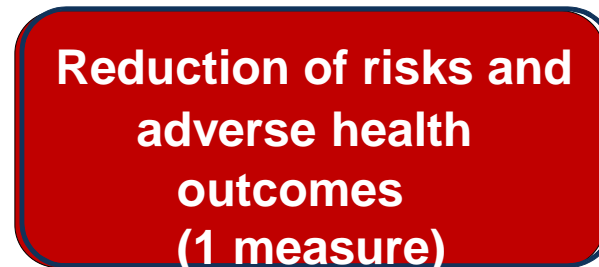 Reduction of risks and
adverse health
outcomes
(1 measure)